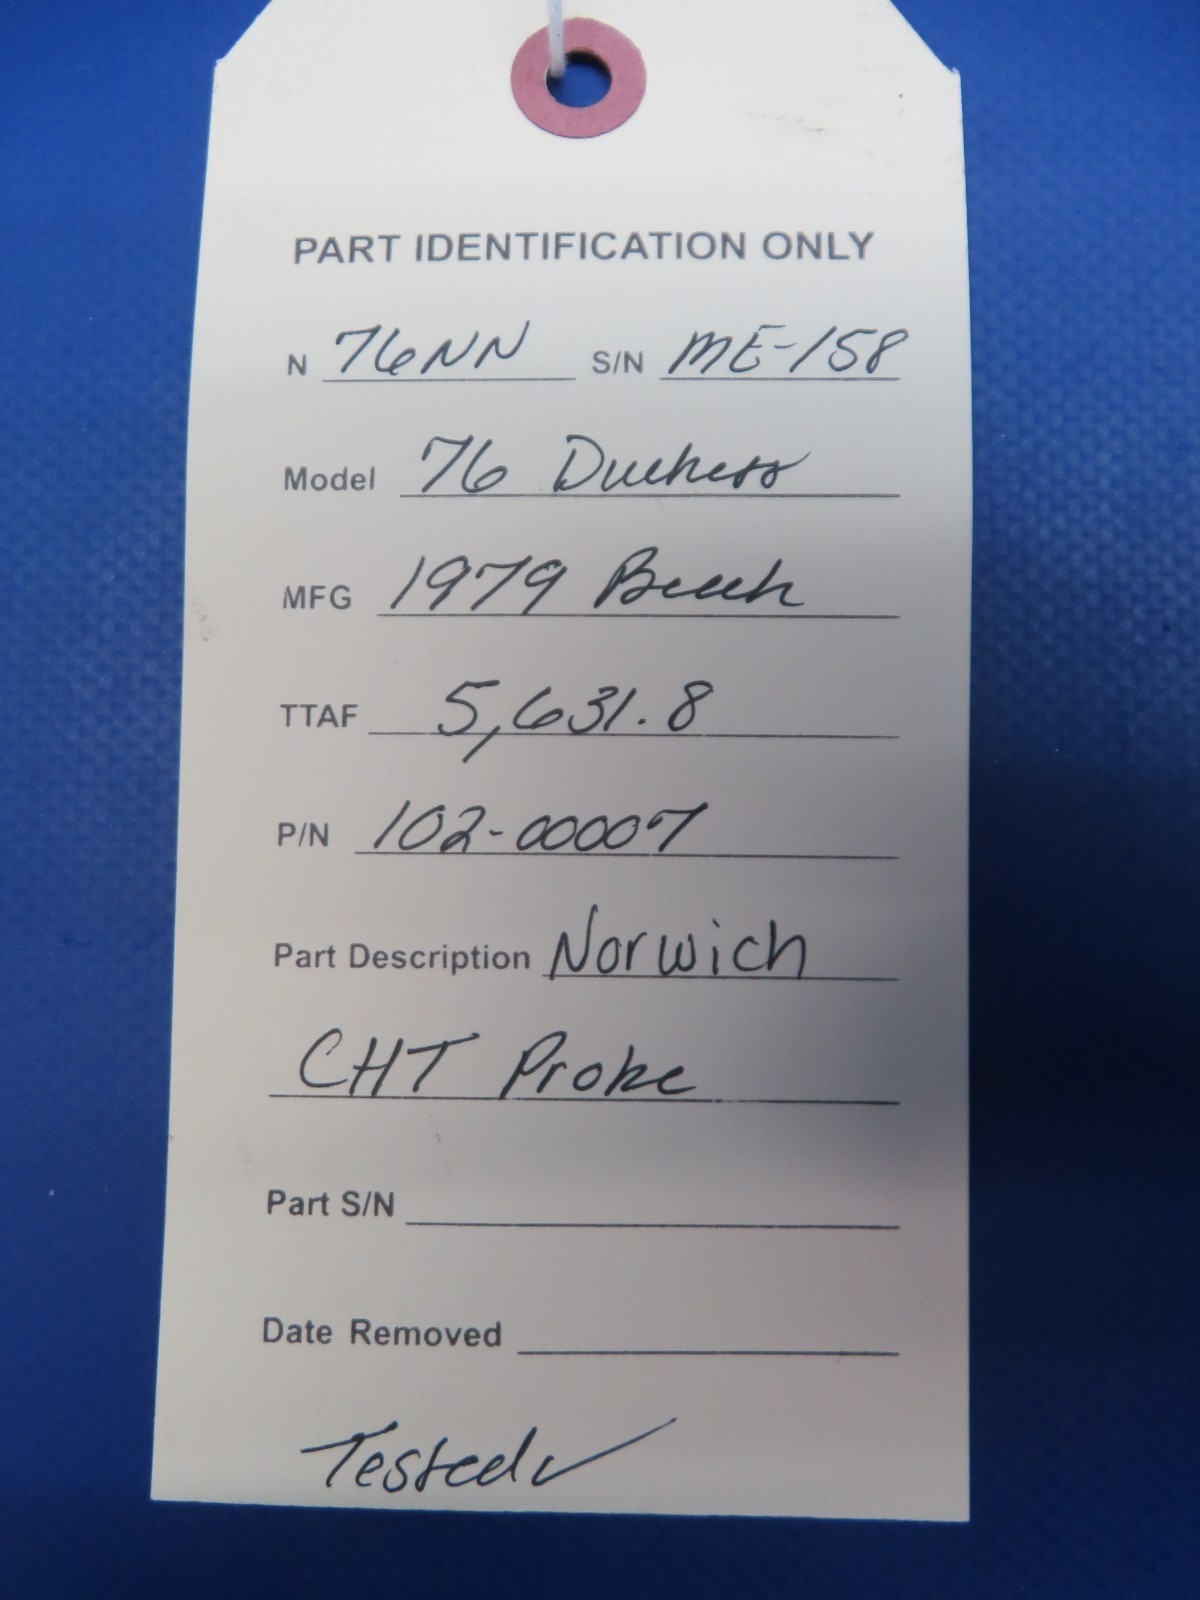 PART IDENTIFICATION ONLY
N 76NN S/N ME-158
Model 76 Duchess
MFG 1979 Beech
TTAF 5,631.8
P/N 102-00007
Part Description Norwich
CHT Probe
Part S/N
Date Removed
Tested ✓